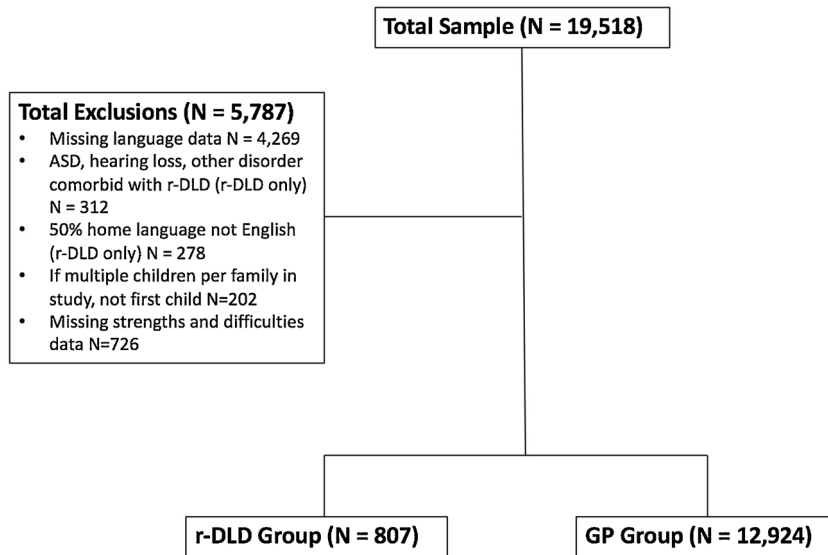 Total Sample (N = 19,518)
Total Exclusions (N = 5,787)
• Missing language data N = 4,269
• ASD, hearing loss, other disorder
comorbid with r-DLD (r-DLD only)
N = 312
• 50% home language not English
(r-DLD only) N = 278
• If multiple children per family in
study, not first child N=202
• Missing strengths and difficulties
data N=726
r-DLD Group (N = 807)
GP Group (N = 12,924)